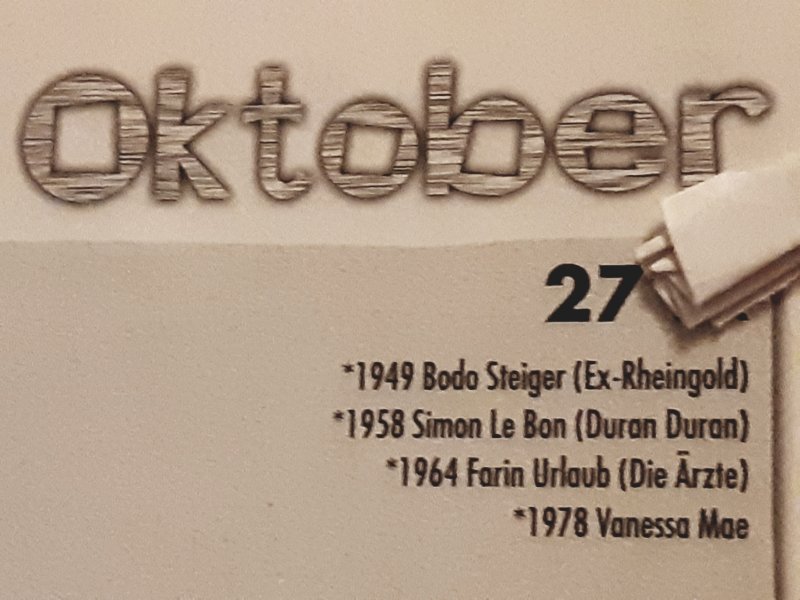 Oktober
27
*1949 Bodo Steiger (Ex-Rheingold)
*1958 Simon Le Bon (Duran Duran)
*1964 Farin Urlaub (Die Ärzte)
*1978 Vanessa Mae